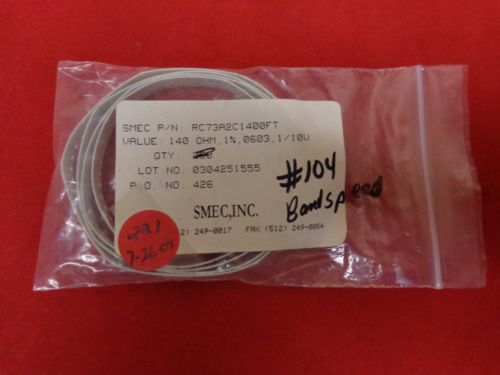 SMEC P/N: RC73A2C1400FT
VALUE: 140 OHM,1%,0603,1/10W
QTY:
LOT NO: 0304251555
P.O. NO: 426
SMEC,INC.
2) 249-0017 FAX (512) 249-0054
#104
Bandspeed
7-26-04